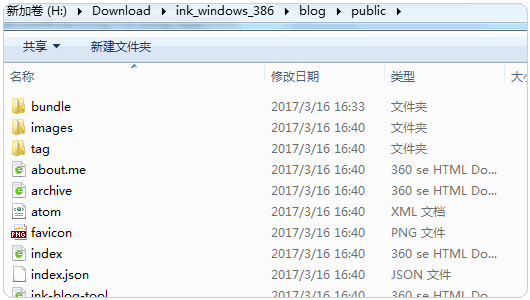 新加卷 (H:) ▸ Download ▸ ink_windows_386 ▸ blog ▸ public ▸
共享 ▾ 新建文件夹
名称 修改日期 类型 大小
bundle 2017/3/16 16:33 文件夹
images 2017/3/16 16:40 文件夹
tag 2017/3/16 16:40 文件夹
about.me 2017/3/16 16:40 360 se HTML Do...
archive 2017/3/16 16:40 360 se HTML Do...
atom 2017/3/16 16:40 XML 文档
favicon 2017/3/16 16:40 PNG 文件
index 2017/3/16 16:40 360 se HTML Do...
index.json 2017/3/16 16:40 JSON 文件
ink-blog-tool 2017/3/16 16:40 360 se HTML Do...